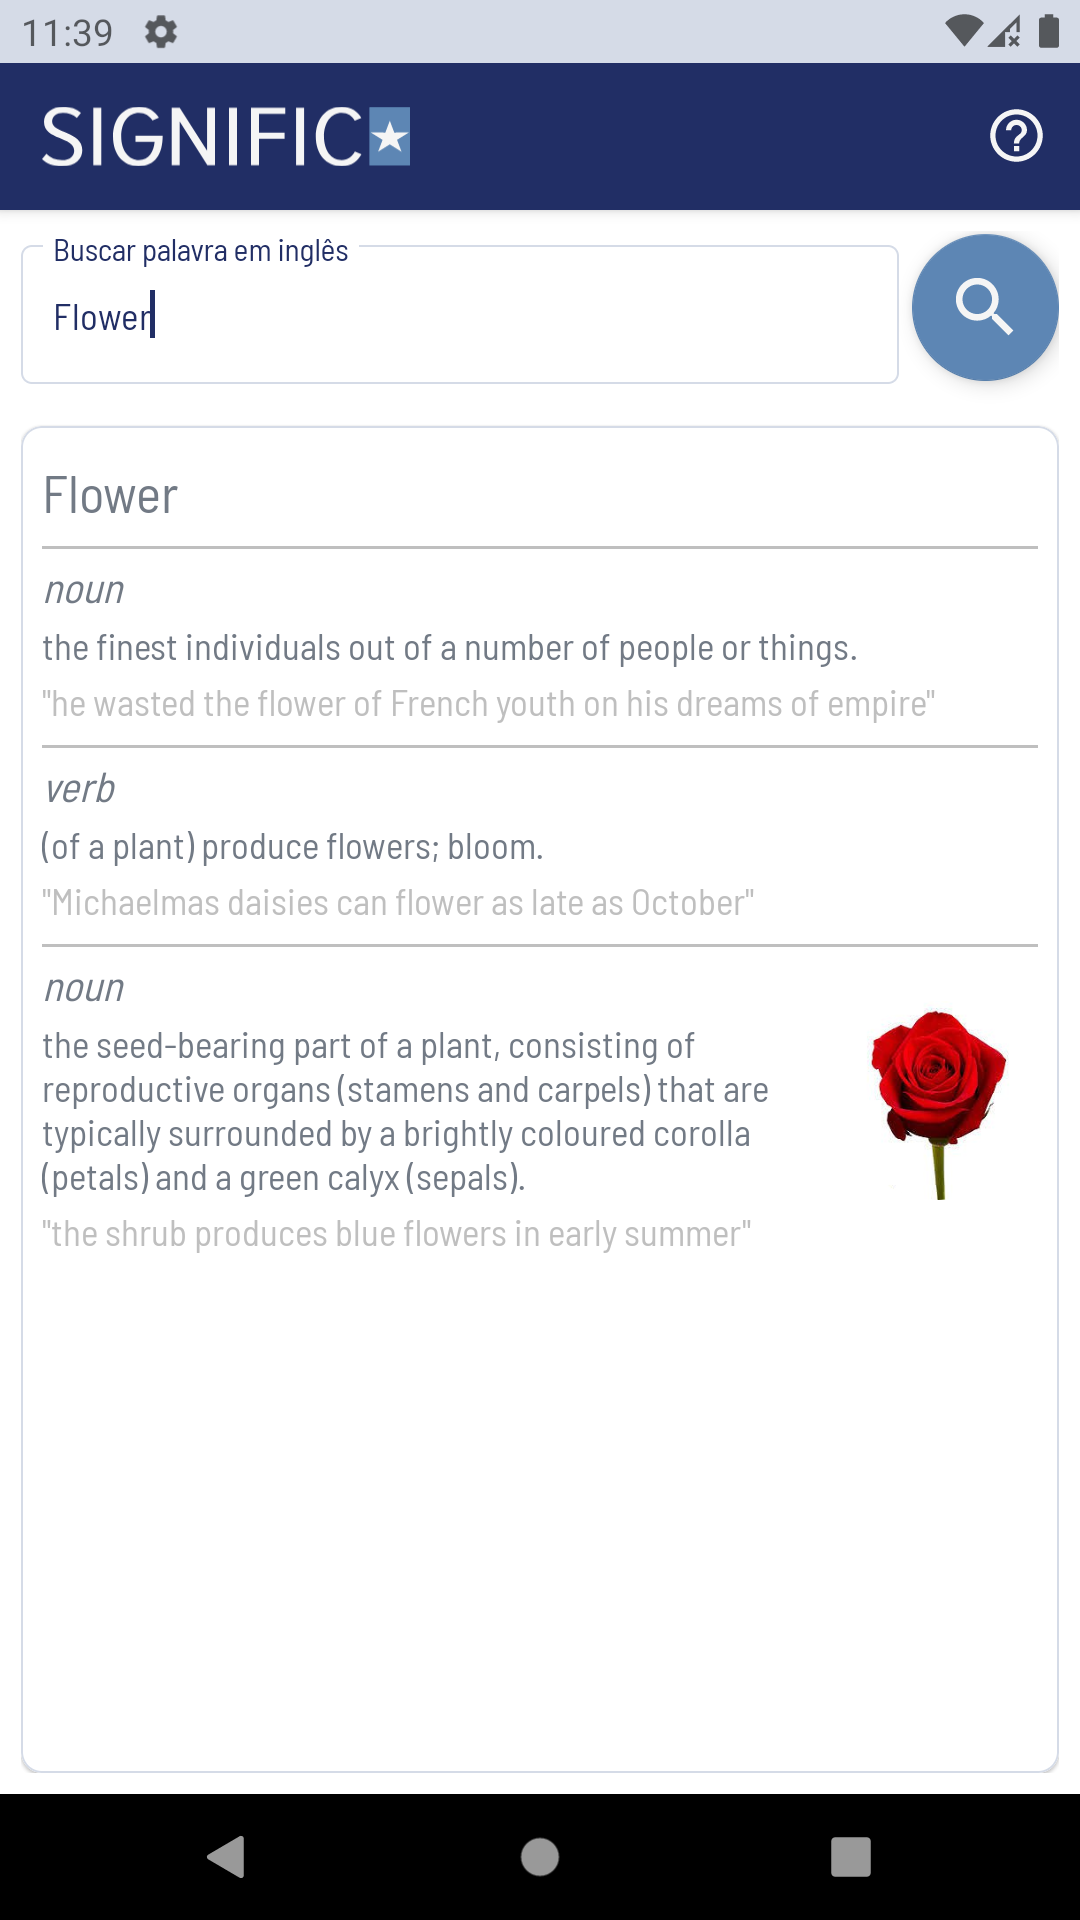 11:39
SIGNIFIC
Buscar palavra em inglês
Flower
Flower
noun
the finest individuals out of a number of people or things.
"he wasted the flower of French youth on his dreams of empire"
verb
(of a plant) produce flowers; bloom.
"Michaelmas daisies can flower as late as October"
noun
the seed-bearing part of a plant, consisting of
reproductive organs (stamens and carpels) that are
typically surrounded by a brightly coloured corolla
(petals) and a green calyx (sepals).
"the shrub produces blue flowers in early summer"